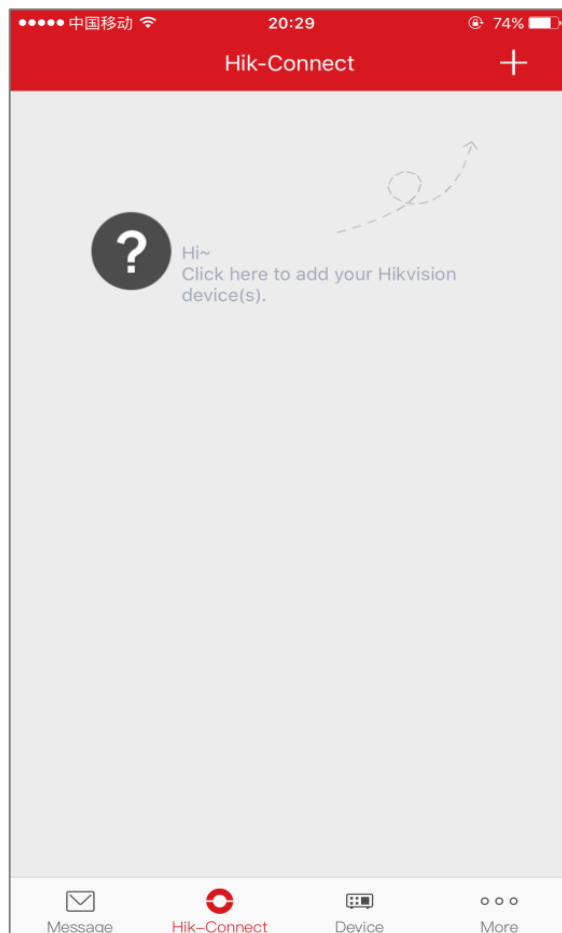 中国移动 20:29 74%
Hik-Connect
?
Hi~
Click here to add your Hikvision
device(s).
Message Hik-Connect Device More